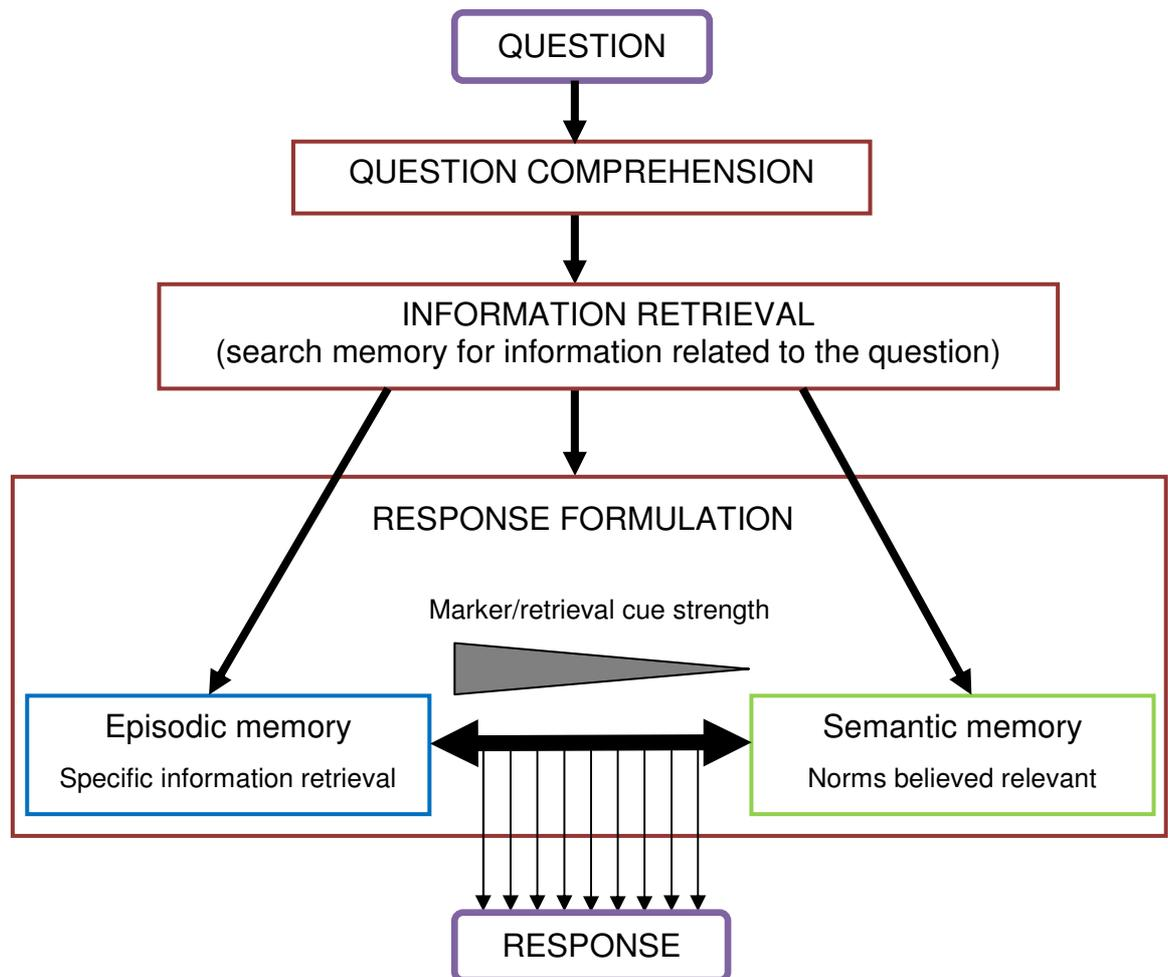 QUESTION
QUESTION COMPREHENSION
INFORMATION RETRIEVAL
(search memory for information related to the question)
RESPONSE FORMULATION
Marker/retrieval cue strength
Episodic memory
Specific information retrieval
Semantic memory
Norms believed relevant
RESPONSE